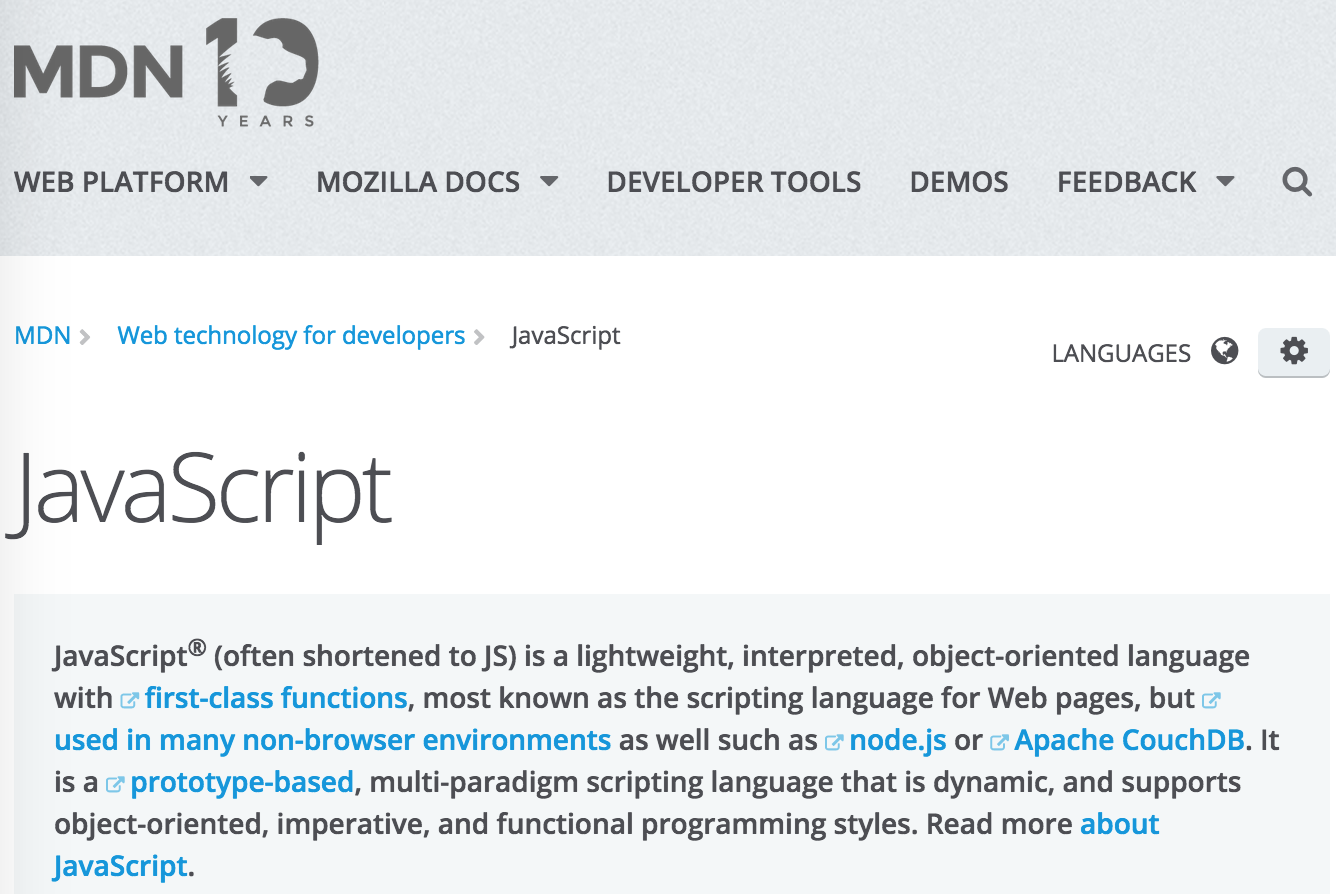 MDN 10
YEARS
WEB PLATFORM MOZILLA DOCS DEVELOPER TOOLS DEMOS FEEDBACK
MDN Web technology for developers JavaScript
LANGUAGES
JavaScript
JavaScript® (often shortened to JS) is a lightweight, interpreted, object-oriented language
with first-class functions, most known as the scripting language for Web pages, but
used in many non-browser environments as well such as node.js or Apache CouchDB. It
is a prototype-based, multi-paradigm scripting language that is dynamic, and supports
object-oriented, imperative, and functional programming styles. Read more about
JavaScript.